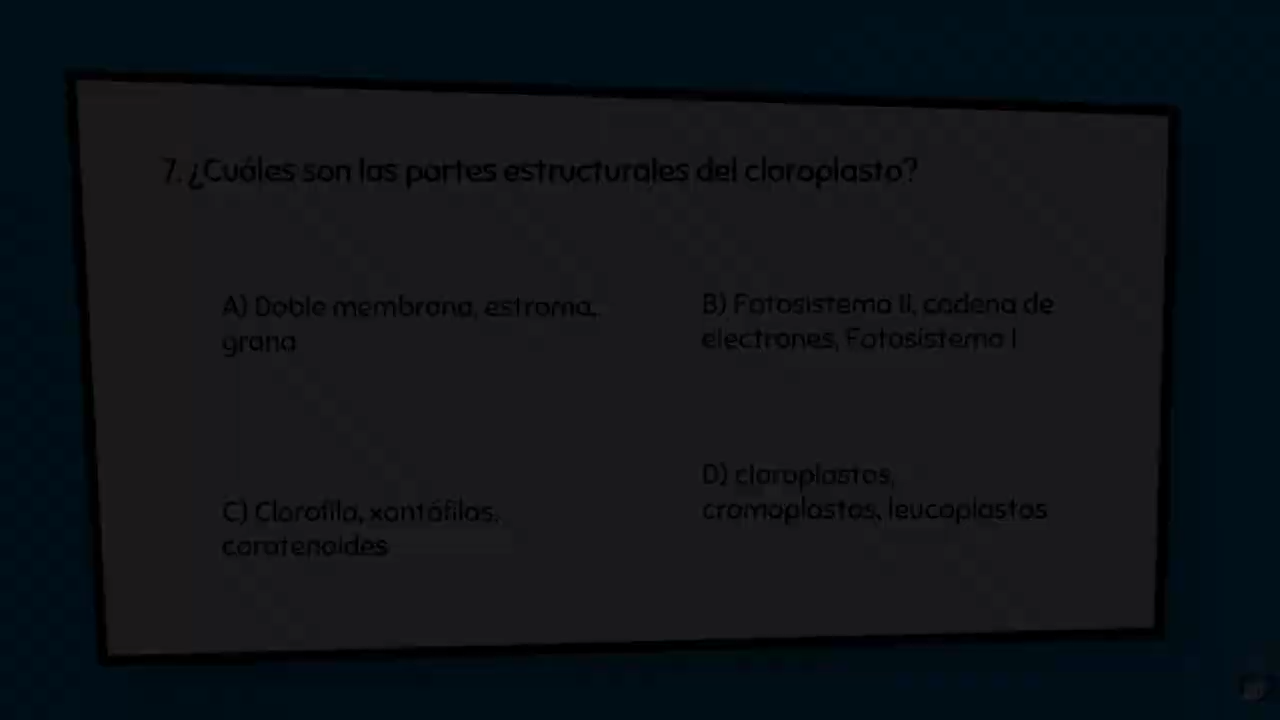 7. ¿Cuáles son las partes estructurales del cloroplasto?
A) Doble membrana, estroma,
grana
B) Fotosistema II, cadena de
electrones, Fotosistema I
C) Clorofila, xantófilas,
carotenoides
D) cloroplastos,
cromoplastos, leucoplastos